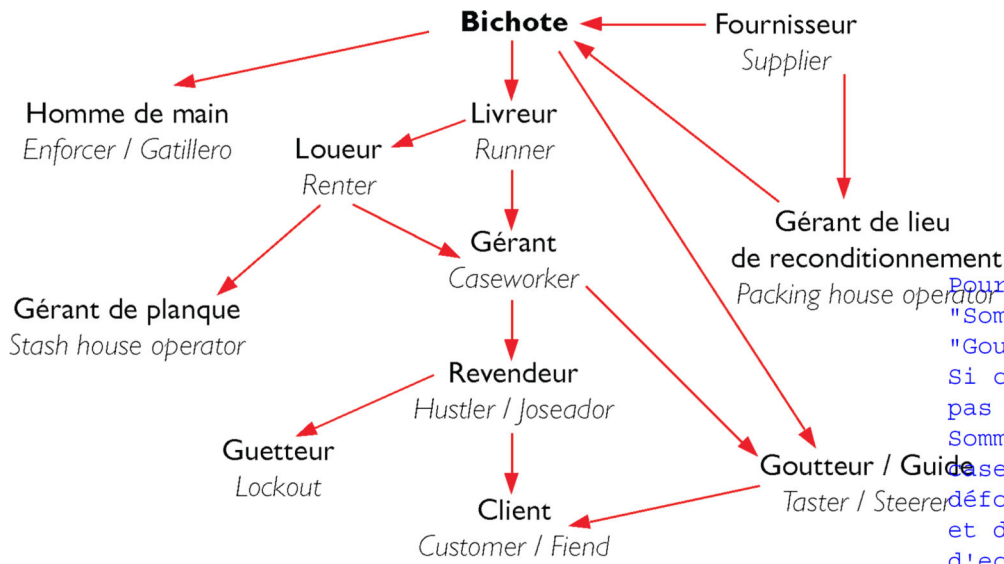 Bichote
Fournisseur
Supplier
Homme de main
Enforcer / Gatillero
Livreur
Runner
Loueur
Renter
Gérant de lieu
de reconditionnement
Packing house operator
Gérant
Caseworker
Gérant de planque
Stash house operator
Revendeur
Hustler / Joseador
Guetteur
Lockout
Goutteur / Guide
Taster / Steerer
Client
Customer / Fiend
Pour
"Som
"Gou
Si c
pas
Somm
case
défo
et d